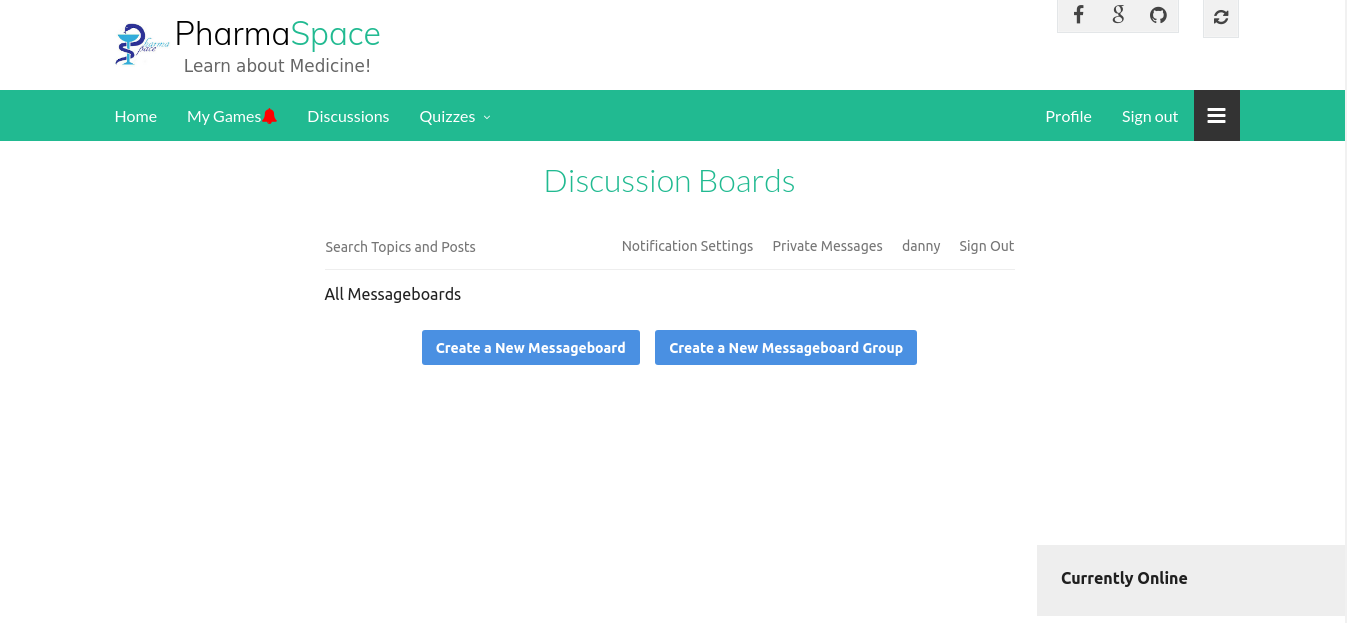 PharmaSpace
Learn about Medicine!
Home My Games Discussions Quizzes Profile Sign out
Discussion Boards
Search Topics and Posts Notification Settings Private Messages danny Sign Out
All Messageboards
Create a New Messageboard Create a New Messageboard Group
Currently Online